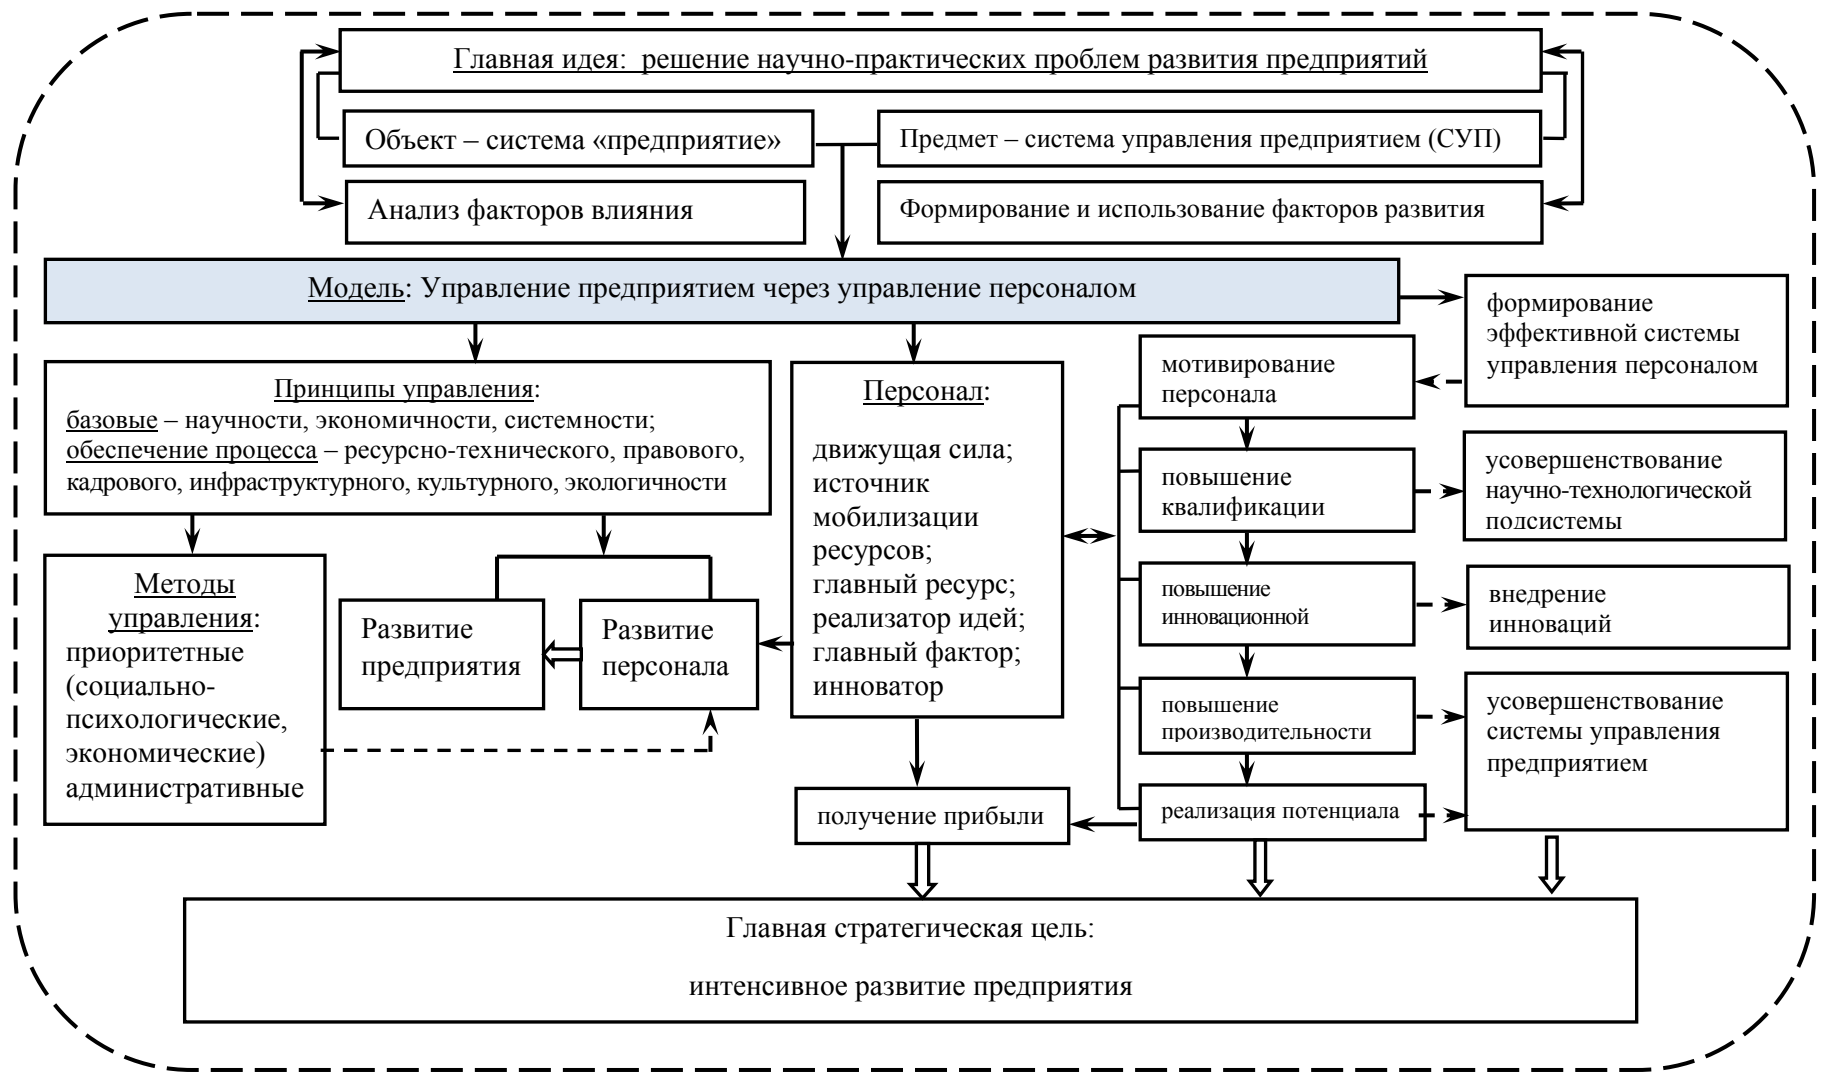 Главная идея: решение научно-практических проблем развития предприятий
Объект – система «предприятие»
Предмет – система управления предприятием (СУП)
Анализ факторов влияния
Формирование и использование факторов развития
Модель: Управление предприятием через управление персоналом
формирование
эффективной системы
управления персоналом
Принципы управления:
базовые – научности, экономичности, системности;
обеспечение процесса – ресурсно-технического, правового,
кадрового, инфраструктурного, культурного, экологичности
Персонал:
движущая сила;
источник
мобилизации
ресурсов;
главный ресурс;
реализатор идей;
главный фактор;
инноватор
мотивирование
персонала
повышение
квалификации
усовершенствование
научно-технологической
подсистемы
повышение
инновационной
внедрение
инноваций
Методы
управления:
приоритетные
(социально-
психологические,
экономические)
административные
Развитие
предприятия
Развитие
персонала
повышение
производительности
усовершенствование
системы управления
предприятием
получение прибыли
реализация потенциала
Главная стратегическая цель:
интенсивное развитие предприятия